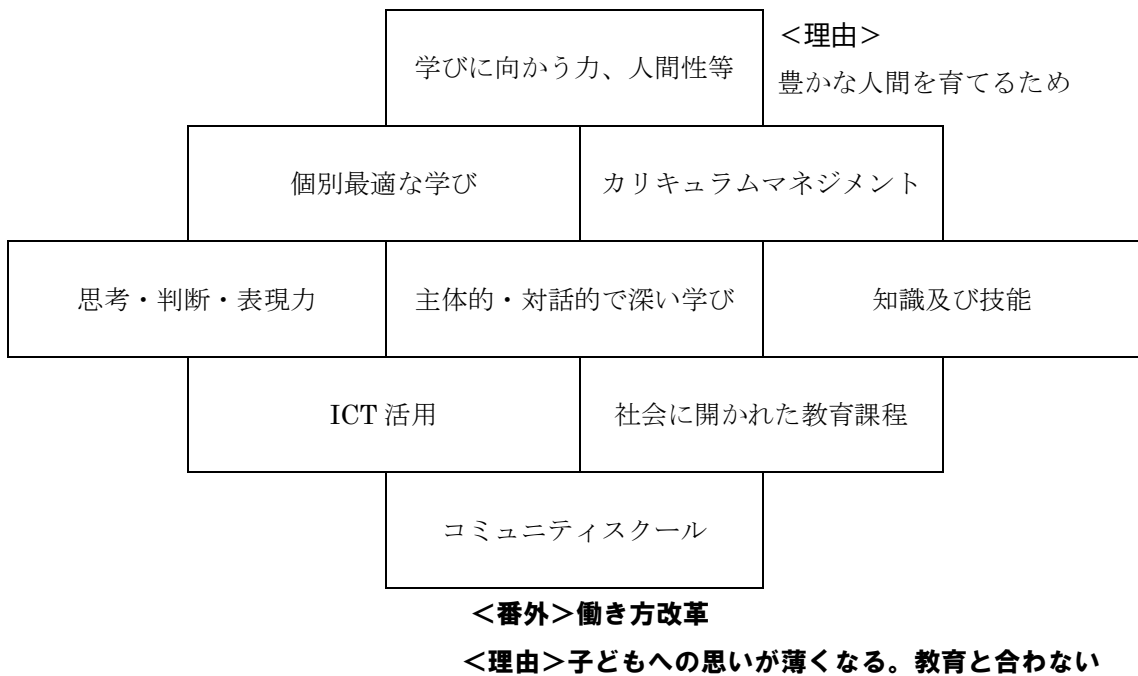 学びに向かう力、人間性等
＜理由＞
豊かな人間を育てるため
個別最適な学び
カリキュラムマネジメント
思考・判断・表現力
主体的・対話的で深い学び
知識及び技能
ICT 活用
社会に開かれた教育課程
コミュニティスクール
＜番外＞働き方改革
＜理由＞子どもへの思いが薄くなる。教育と合わない